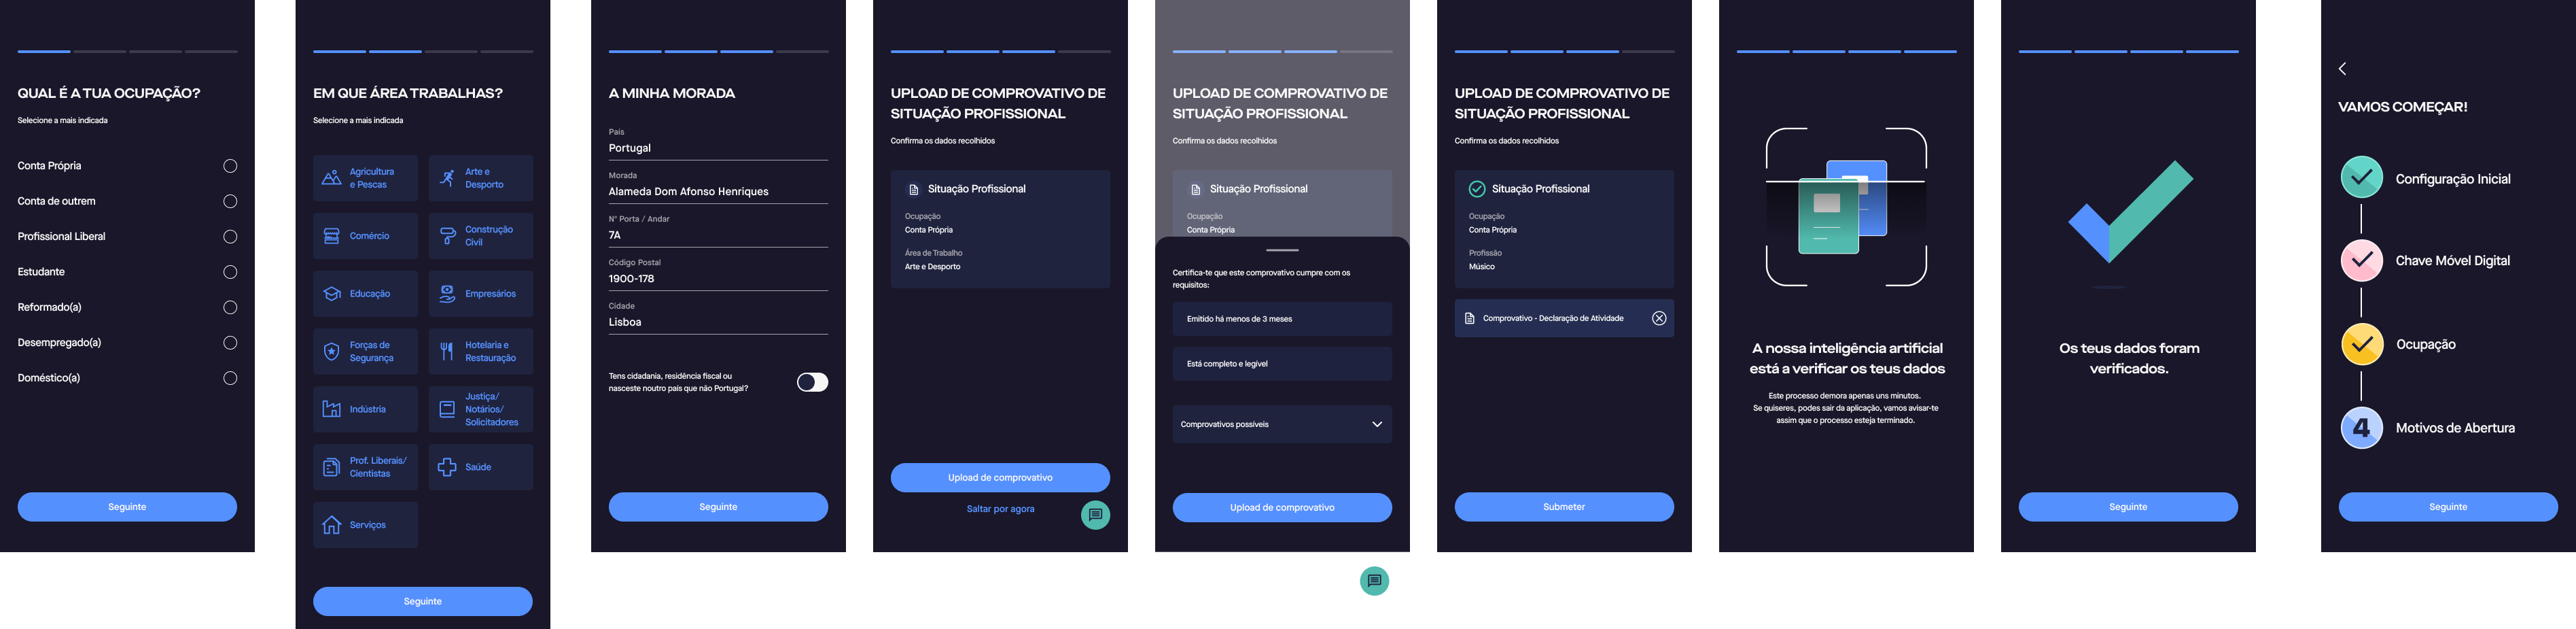 QUAL É A TUA OCUPAÇÃO?
Selecione a mais indicada
Conta Própria
Conta de outrem
Profissional Liberal
Estudante
Reformado(a)
Desempregado(a)
Doméstico(a)
Seguinte
EM QUE ÁREA TRABALHAS?
Selecione a mais indicada
Agricultura
e Pescas
Arte e
Desporto
Comércio
Construção
Civil
Educação
Empresários
Forças de
Segurança
Hotelaria e
Restauração
Indústria
Justiça/
Notários/
Solicitadores
Prof. Liberais/
Cientistas
Saúde
Serviços
Seguinte
A MINHA MORADA
País
Portugal
Morada
Alameda Dom Afonso Henriques
Nº Porta / Andar
7A
Código Postal
1900-178
Cidade
Lisboa
Tens cidadania, residência fiscal ou
nasceste noutro país que não Portugal?
Seguinte
UPLOAD DE COMPROVATIVO DE
SITUAÇÃO PROFISSIONAL
Confirma os dados recolhidos
Situação Profissional
Ocupação
Conta Própria
Área de Trabalho
Arte e Desporto
Upload de comprovativo
Saltar por agora
UPLOAD DE COMPROVATIVO DE
SITUAÇÃO PROFISSIONAL
Confirma os dados recolhidos
Situação Profissional
Ocupação
Conta Própria
Certifica-te que este comprovativo cumpre com os
requisitos:
Emitido há menos de 3 meses
Está completo e legível
Comprovativos possíveis
Upload de comprovativo
UPLOAD DE COMPROVATIVO DE
SITUAÇÃO PROFISSIONAL
Confirma os dados recolhidos
Situação Profissional
Ocupação
Conta Própria
Profissão
Músico
Comprovativo - Declaração de Atividade
Submeter
A nossa inteligência artificial
está a verificar os teus dados
Este processo demora apenas uns minutos.
Se quiseres, podes sair da aplicação, vamos avisar-te
assim que o processo esteja terminado.
Os teus dados foram
verificados.
Seguinte
VAMOS COMEÇAR!
Configuração Inicial
Chave Móvel Digital
Ocupação
4 Motivos de Abertura
Seguinte